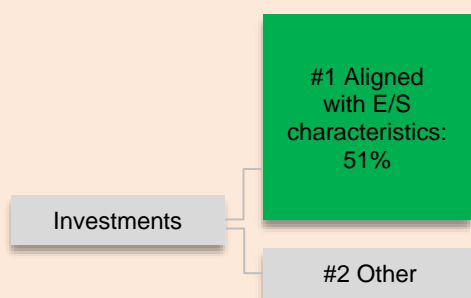 #1 Aligned
with E/S
characteristics:
51%
Investments
#2 Other